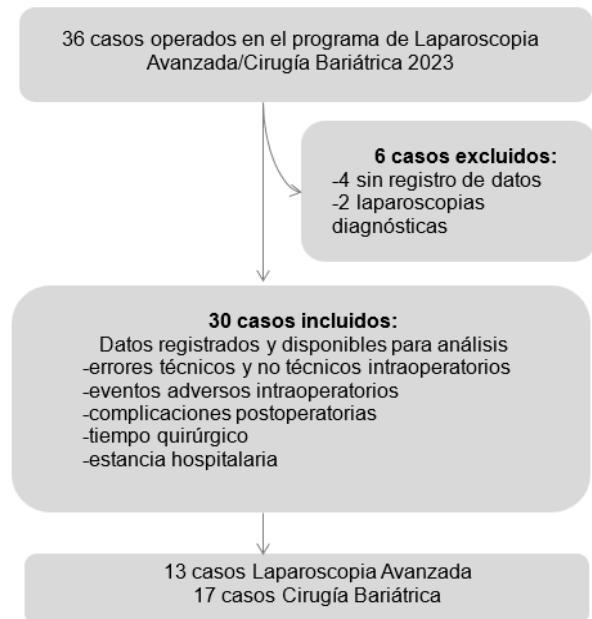 36 casos operados en el programa de Laparoscopia
Avanzada/Cirugía Bariátrica 2023
6 casos excluidos:
-4 sin registro de datos
-2 laparoscopias
diagnósticas
30 casos incluidos:
Datos registrados y disponibles para análisis
-errores técnicos y no técnicos intraoperatorios
-eventos adversos intraoperatorios
-complicaciones postoperatorias
-tiempo quirúrgico
-estancia hospitalaria
13 casos Laparoscopia Avanzada
17 casos Cirugía Bariátrica